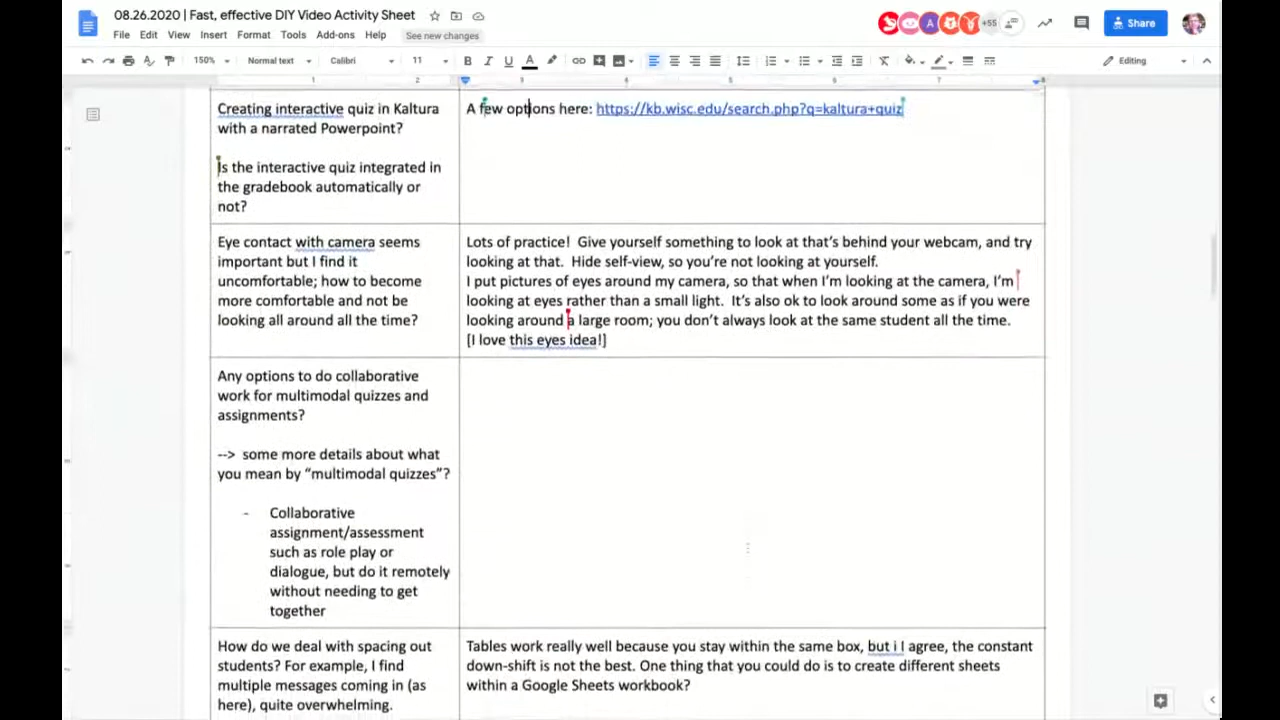 08.26.2020 | Fast, effective DIY Video Activity Sheet
A
+55
Share
File Edit View Insert Format Tools Add-ons Help See new changes
150% Normal text Calibri 11 B I U A Editing
1 2 3 4 5 6 7 8
Creating interactive quiz in Kaltura
with a narrated Powerpoint?
Is the interactive quiz integrated in
the gradebook automatically or
not?
A few options here: https://kb.wisc.edu/search.php?q=kaltura+quiz
Eye contact with camera seems
important but I find it
uncomfortable; how to become
more comfortable and not be
looking all around all the time?
Lots of practice! Give yourself something to look at that's behind your webcam, and try
looking at that. Hide self-view, so you're not looking at yourself.
I put pictures of eyes around my camera, so that when I'm looking at the camera, I'm
looking at eyes rather than a small light. It's also ok to look around some as if you were
looking around a large room; you don't always look at the same student all the time.
[I love this eyes idea!]
Any options to do collaborative
work for multimodal quizzes and
assignments?
--> some more details about what
you mean by "multimodal quizzes"?
- Collaborative
assignment/assessment
such as role play or
dialogue, but do it remotely
without needing to get
together
How do we deal with spacing out
students? For example, I find
multiple messages coming in (as
here), quite overwhelming.
Tables work really well because you stay within the same box, but i I agree, the constant
down-shift is not the best. One thing that you could do is to create different sheets
within a Google Sheets workbook?